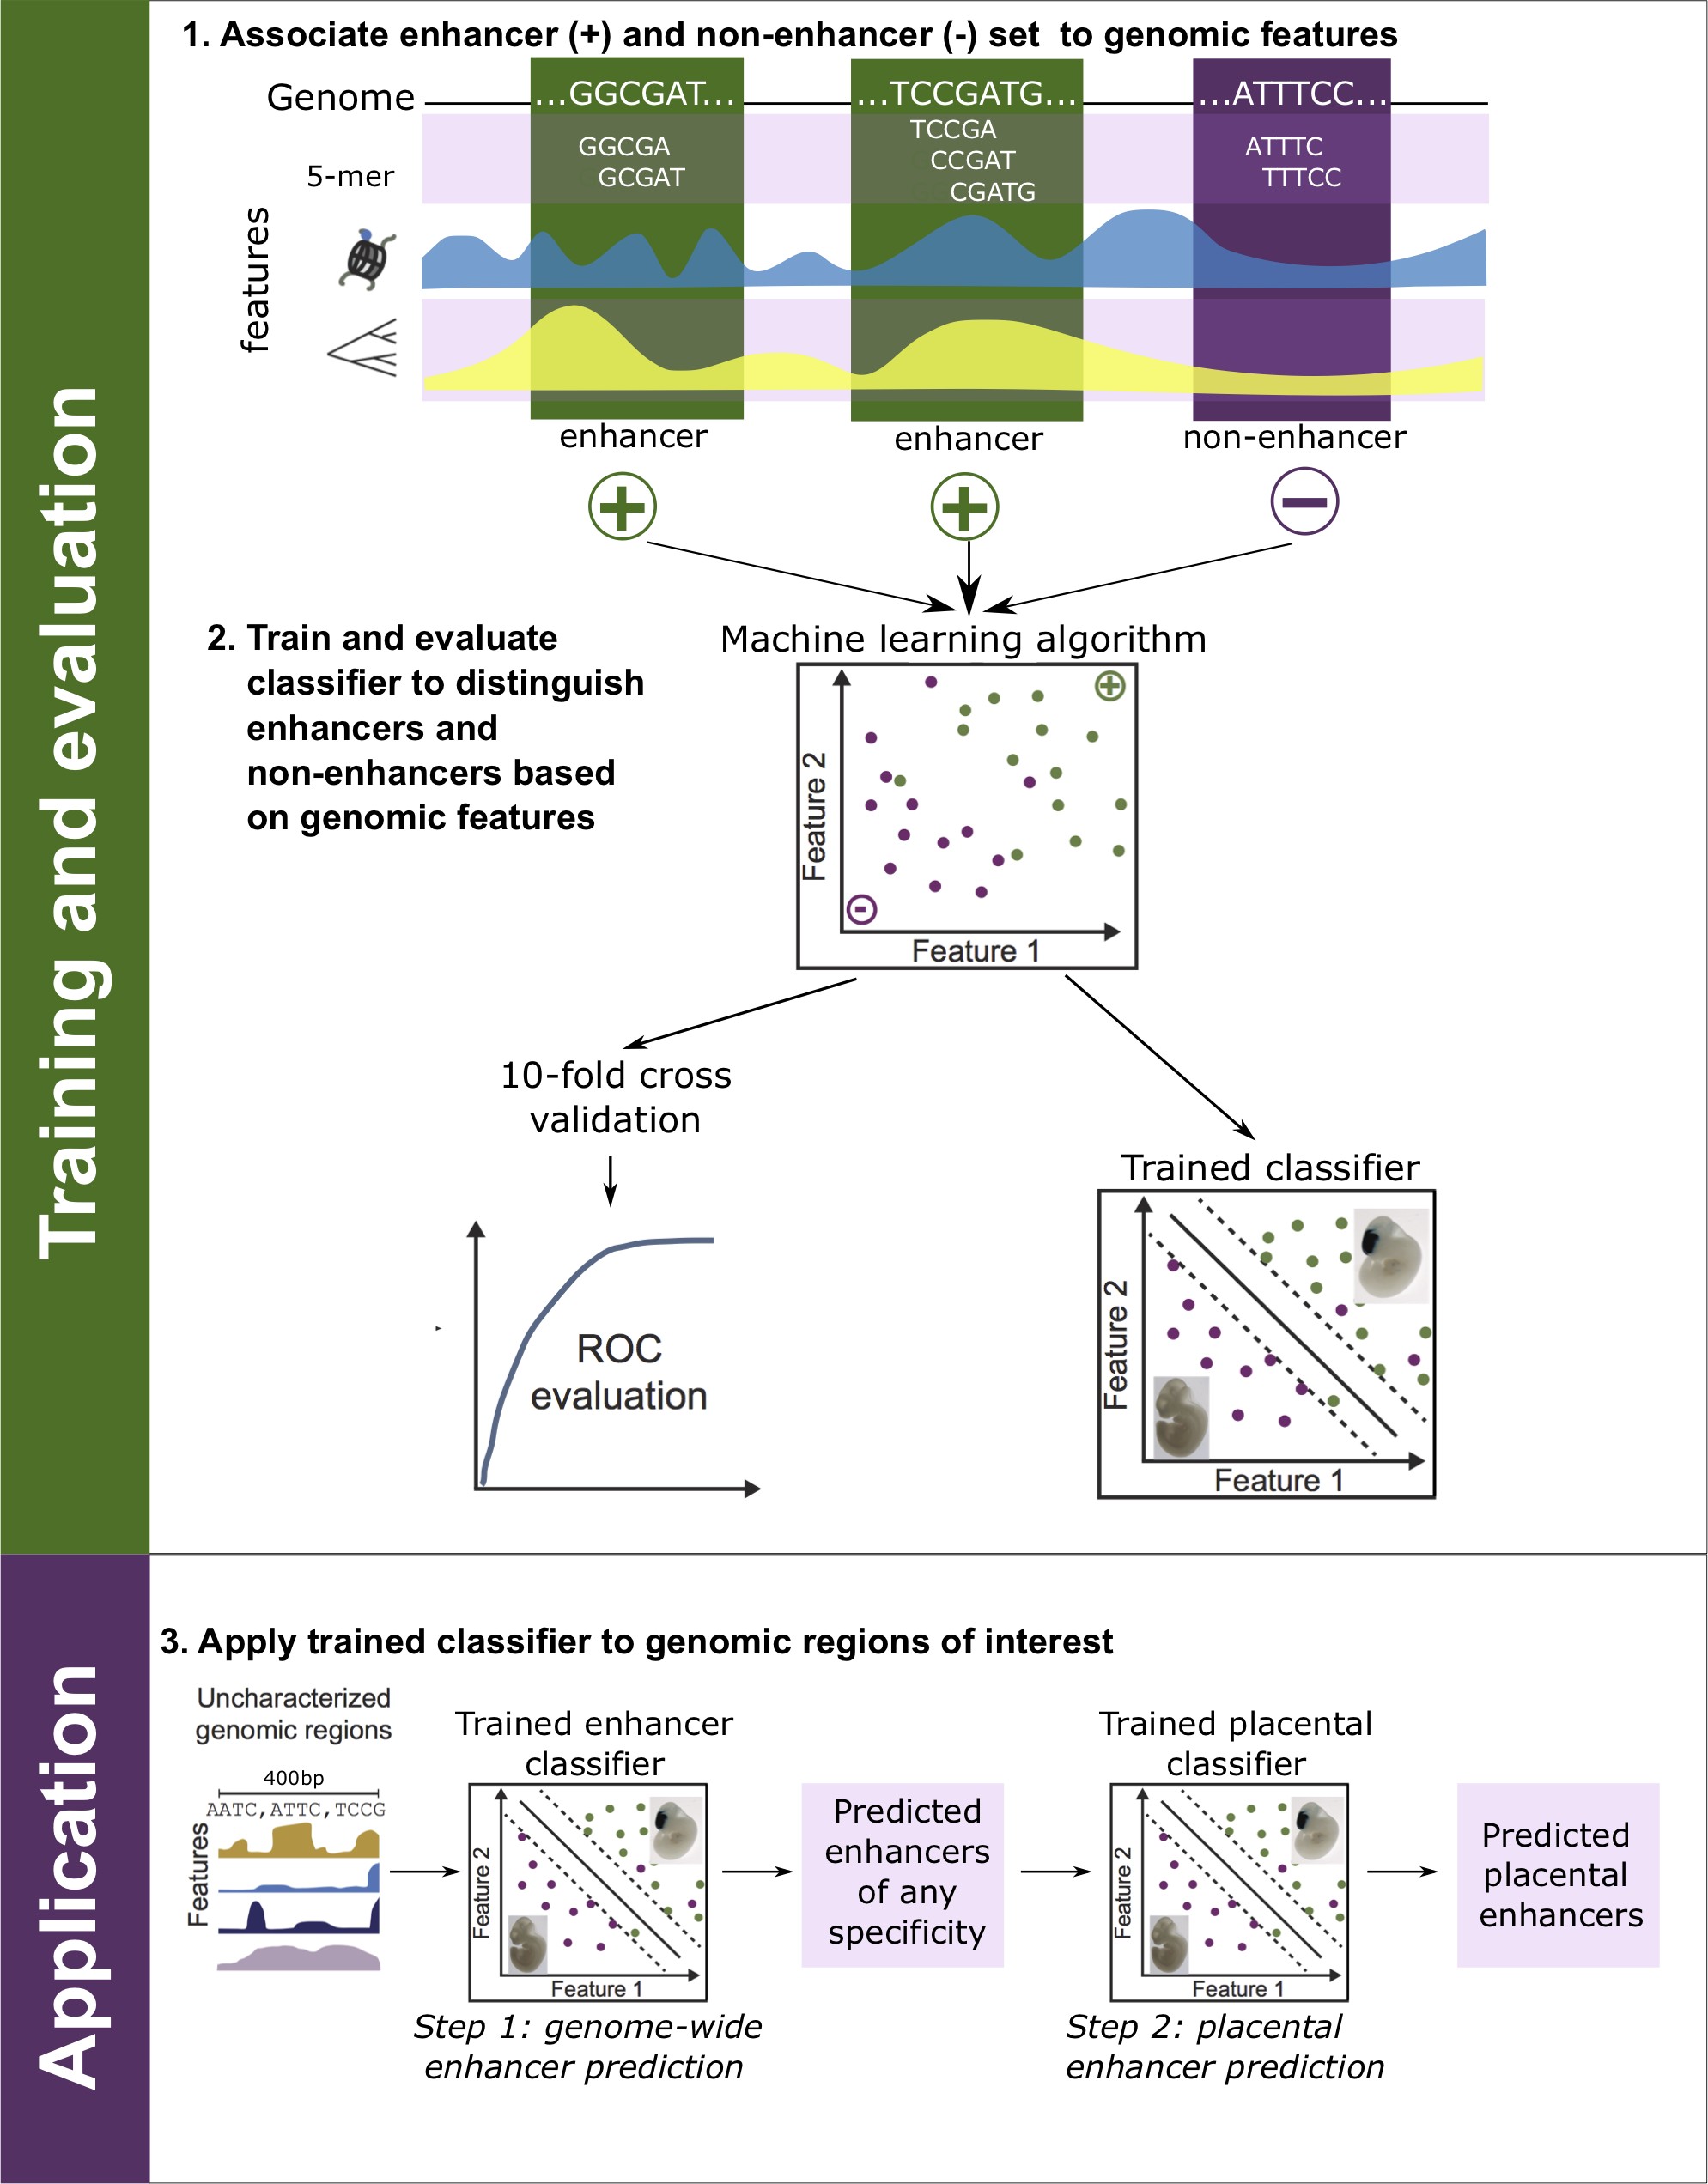 Training and evaluation
1. Associate enhancer (+) and non-enhancer (-) set to genomic features
Genome
...GGCGAT...
...TCCGATG...
...ATTTCC...
5-mer
GGCGA
GCGAT
TCCGA
CCGAT
CGATG
ATTTC
TTTCC
features
enhancer
enhancer
non-enhancer
+
+
−
2. Train and evaluate
classifier to distinguish
enhancers and
non-enhancers based
on genomic features
Machine learning algorithm
+
Feature 2
-
Feature 1
10-fold cross
validation
ROC
evaluation
Trained classifier
Feature 2
Feature 1
Application
3. Apply trained classifier to genomic regions of interest
Uncharacterized
genomic regions
400bp
AATC,ATTC,TCCG
Features
Trained enhancer
classifier
Feature 2
Feature 1
Step 1: genome-wide
enhancer prediction
Predicted
enhancers
of any
specificity
Trained placental
classifier
Feature 2
Feature 1
Step 2: placental
enhancer prediction
Predicted
placental
enhancers